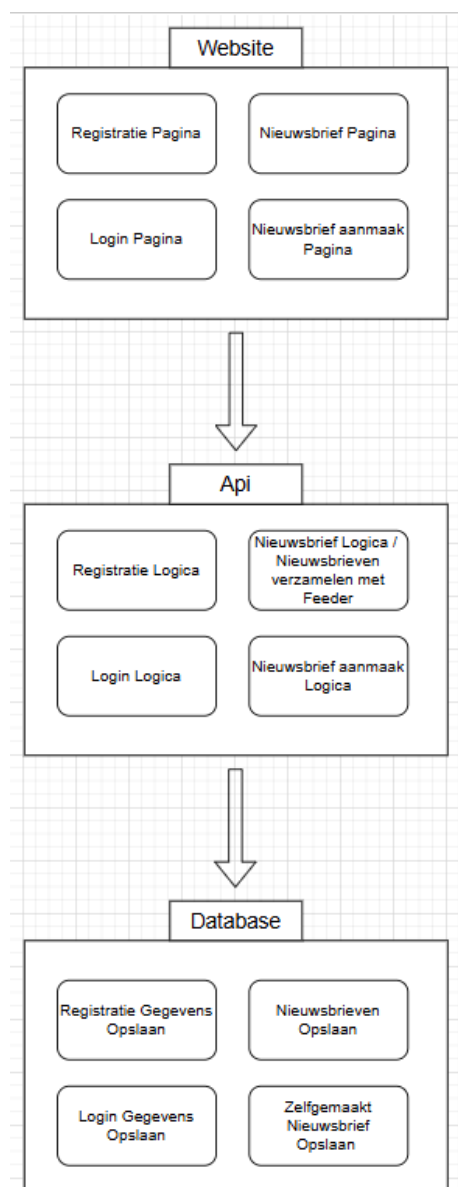 Website
Registratie Pagina
Nieuwsbrief Pagina
Login Pagina
Nieuwsbrief aanmaak
Pagina
Api
Registratie Logica
Nieuwsbrief Logica /
Nieuwsbrieven
verzamelen met
Feeder
Login Logica
Nieuwsbrief aanmaak
Logica
Database
Registratie Gegevens
Opslaan
Nieuwsbrieven
Opslaan
Login Gegevens
Opslaan
Zelfgemaakt
Nieuwsbrief
Opslaan